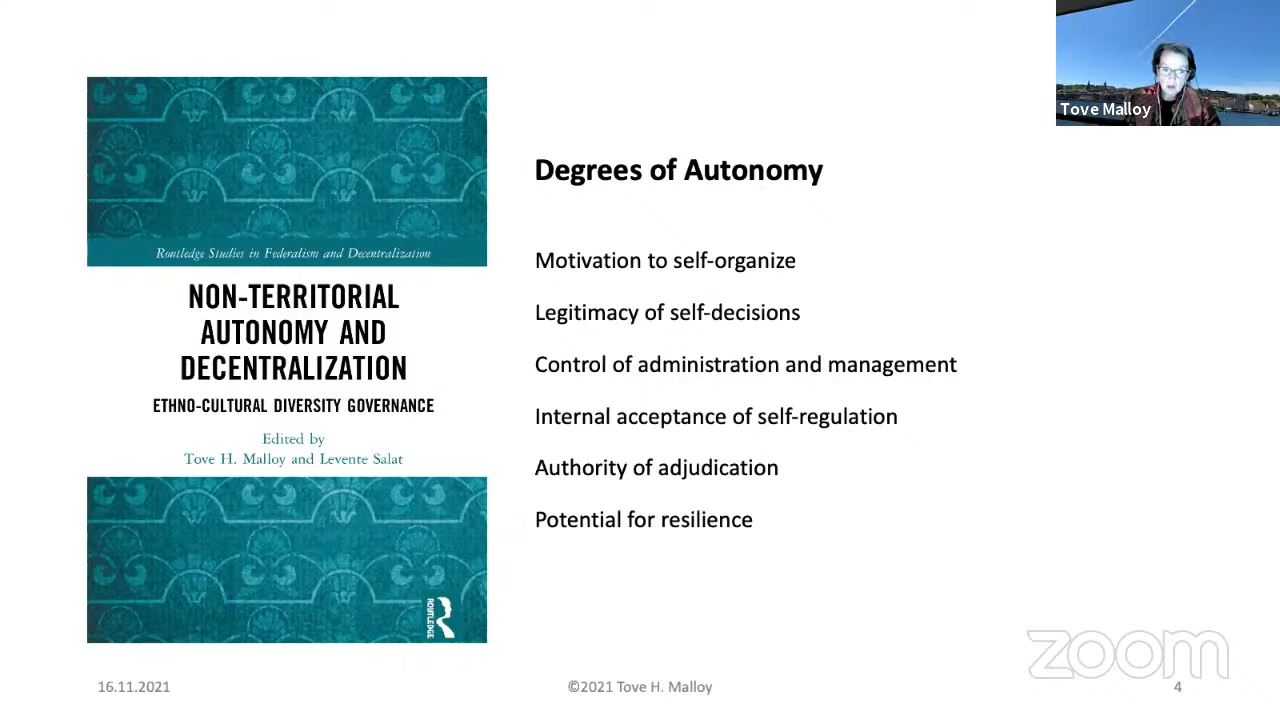 Tove Malloy
Degrees of Autonomy
Routledge Studies in Federalism and Decentralization
NON-TERRITORIAL
AUTONOMY AND
DECENTRALIZATION
ETHNO-CULTURAL DIVERSITY GOVERNANCE
Edited by
Tove H. Malloy and Levente Salat
ROUTLEDGE
Motivation to self-organize
Legitimacy of self-decisions
Control of administration and management
Internal acceptance of self-regulation
Authority of adjudication
Potential for resilience
zoom
16.11.2021
©2021 Tove H. Malloy
4